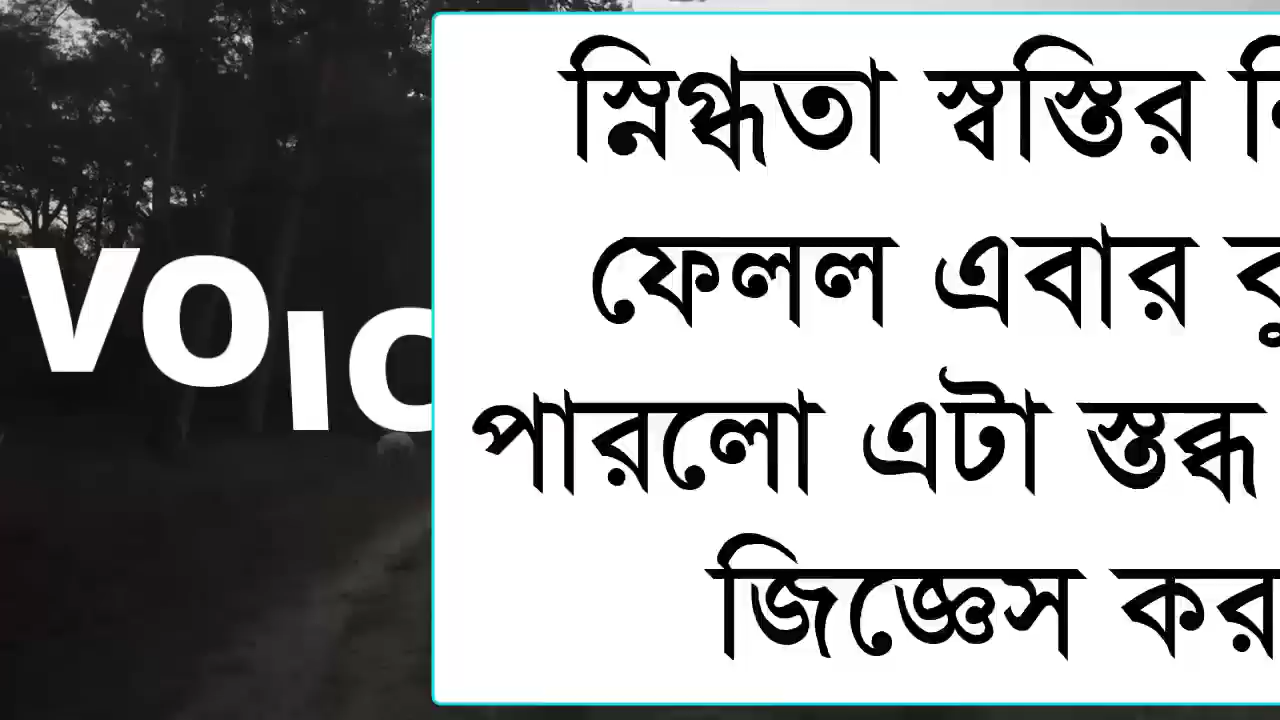 VOIC
স্নিগ্ধতা স্বস্তির
ফেলল এবার
পারলো এটা স্তব্ধ
জিজ্ঞেস কর